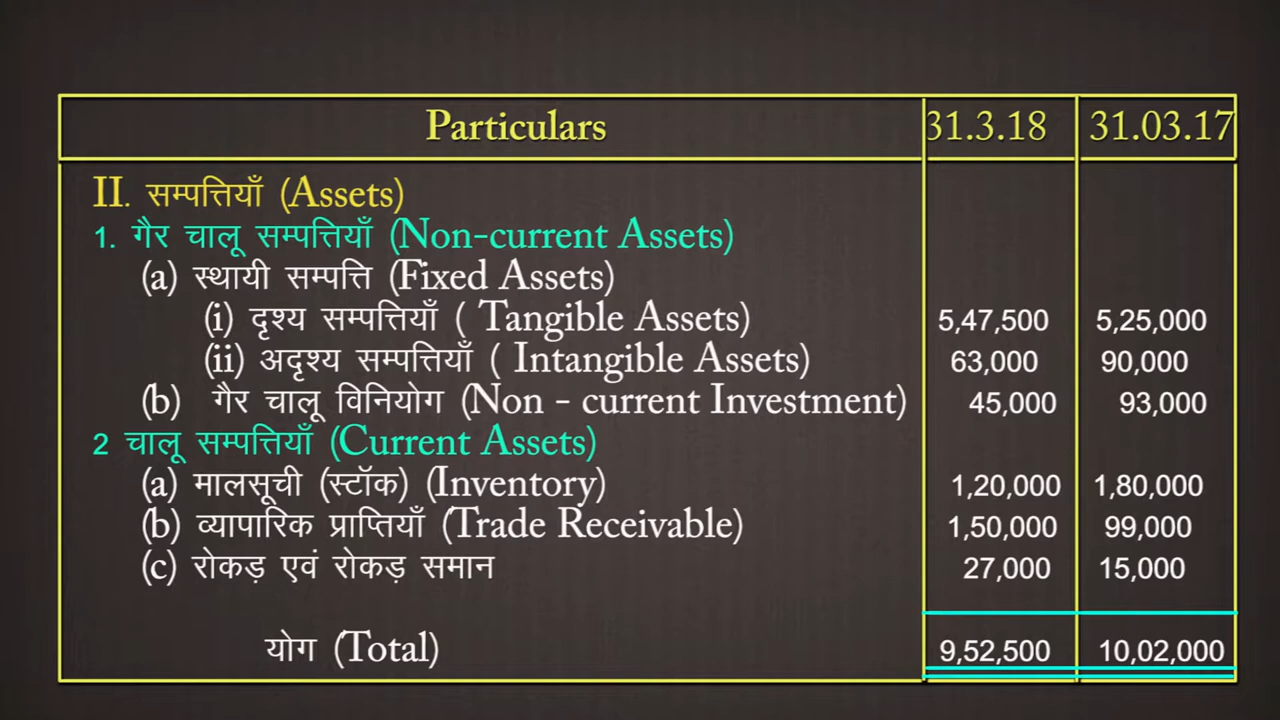 Particulars 31.3.18 31.03.17
II. सम्पत्तियाँ (Assets)
1. गैर चालू सम्पत्तियाँ (Non-current Assets)
(a) स्थायी सम्पत्ति (Fixed Assets)
(i) दृश्य सम्पत्तियाँ ( Tangible Assets) 5,47,500 5,25,000
(ii) अदृश्य सम्पत्तियाँ ( Intangible Assets) 63,000 90,000
(b) गैर चालू विनियोग (Non - current Investment) 45,000 93,000
2 चालू सम्पत्तियाँ (Current Assets)
(a) मालसूची (स्टॉक) (Inventory) 1,20,000 1,80,000
(b) व्यापारिक प्राप्तियाँ (Trade Receivable) 1,50,000 99,000
(c) रोकड़ एवं रोकड़ समान 27,000 15,000
योग (Total) 9,52,500 10,02,000